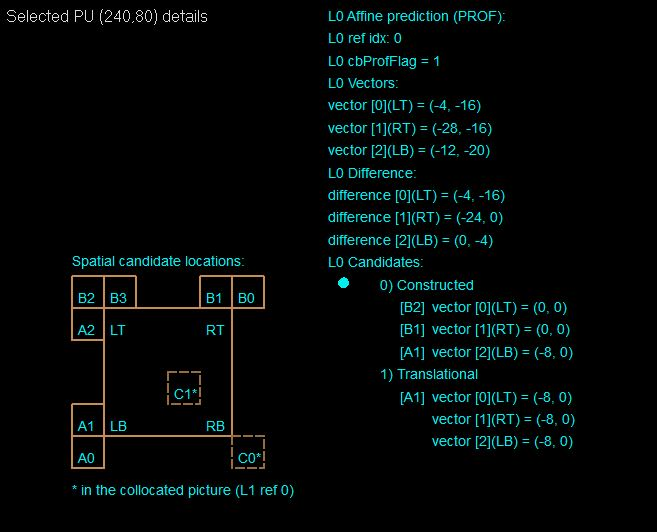 Selected PU (240,80) details
L0 Affine prediction (PROF):
L0 ref idx: 0
L0 cbProfFlag = 1
L0 Vectors:
vector [0](LT) = (-4, -16)
vector [1](RT) = (-28, -16)
vector [2](LB) = (-12, -20)
L0 Difference:
difference [0](LT) = (-4, -16)
difference [1](RT) = (-24, 0)
difference [2](LB) = (0, -4)
L0 Candidates:
0) Constructed
[B2] vector [0](LT) = (0, 0)
[B1] vector [1](RT) = (0, 0)
[A1] vector [2](LB) = (-8, 0)
1) Translational
[A1] vector [0](LT) = (-8, 0)
vector [1](RT) = (-8, 0)
vector [2](LB) = (-8, 0)
Spatial candidate locations:
B2 B3 B1 B0
A2 LT RT
C1*
A1 LB RB
A0 C0*
* in the collocated picture (L1 ref 0)